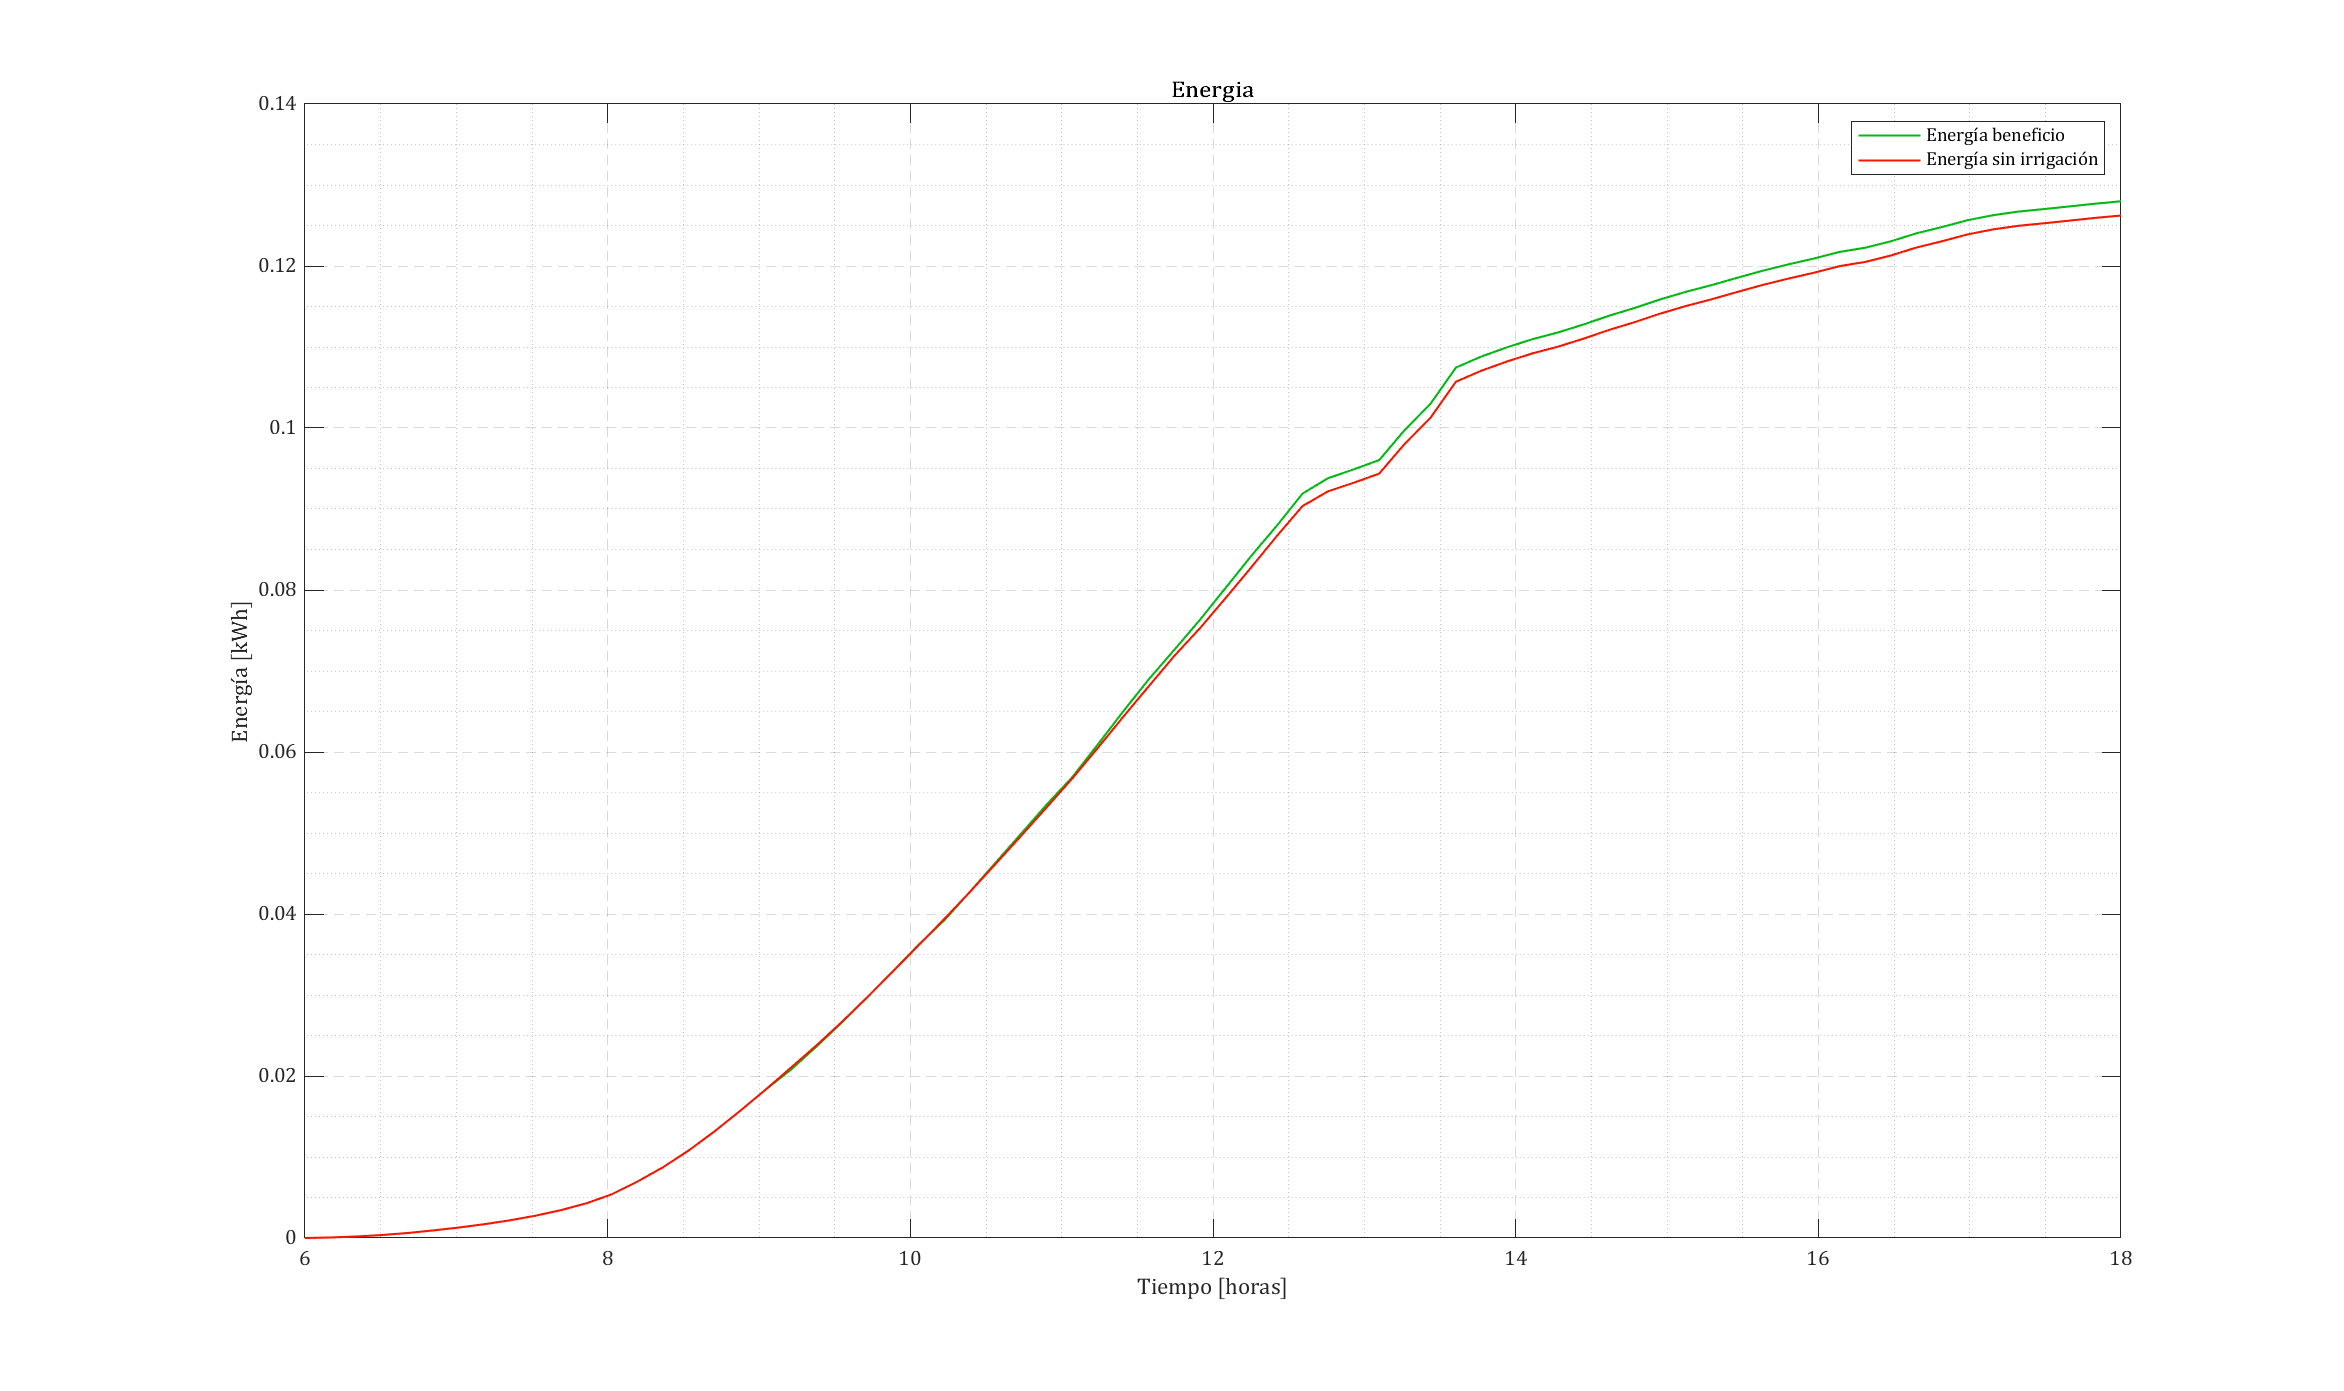 Energia
0.14
0.12
0.1
0.08
0.06
0.04
0.02
0
Energía [kWh]
Energía beneficio
Energía sin irrigación
6 8 10 12 14 16 18
Tiempo [horas]